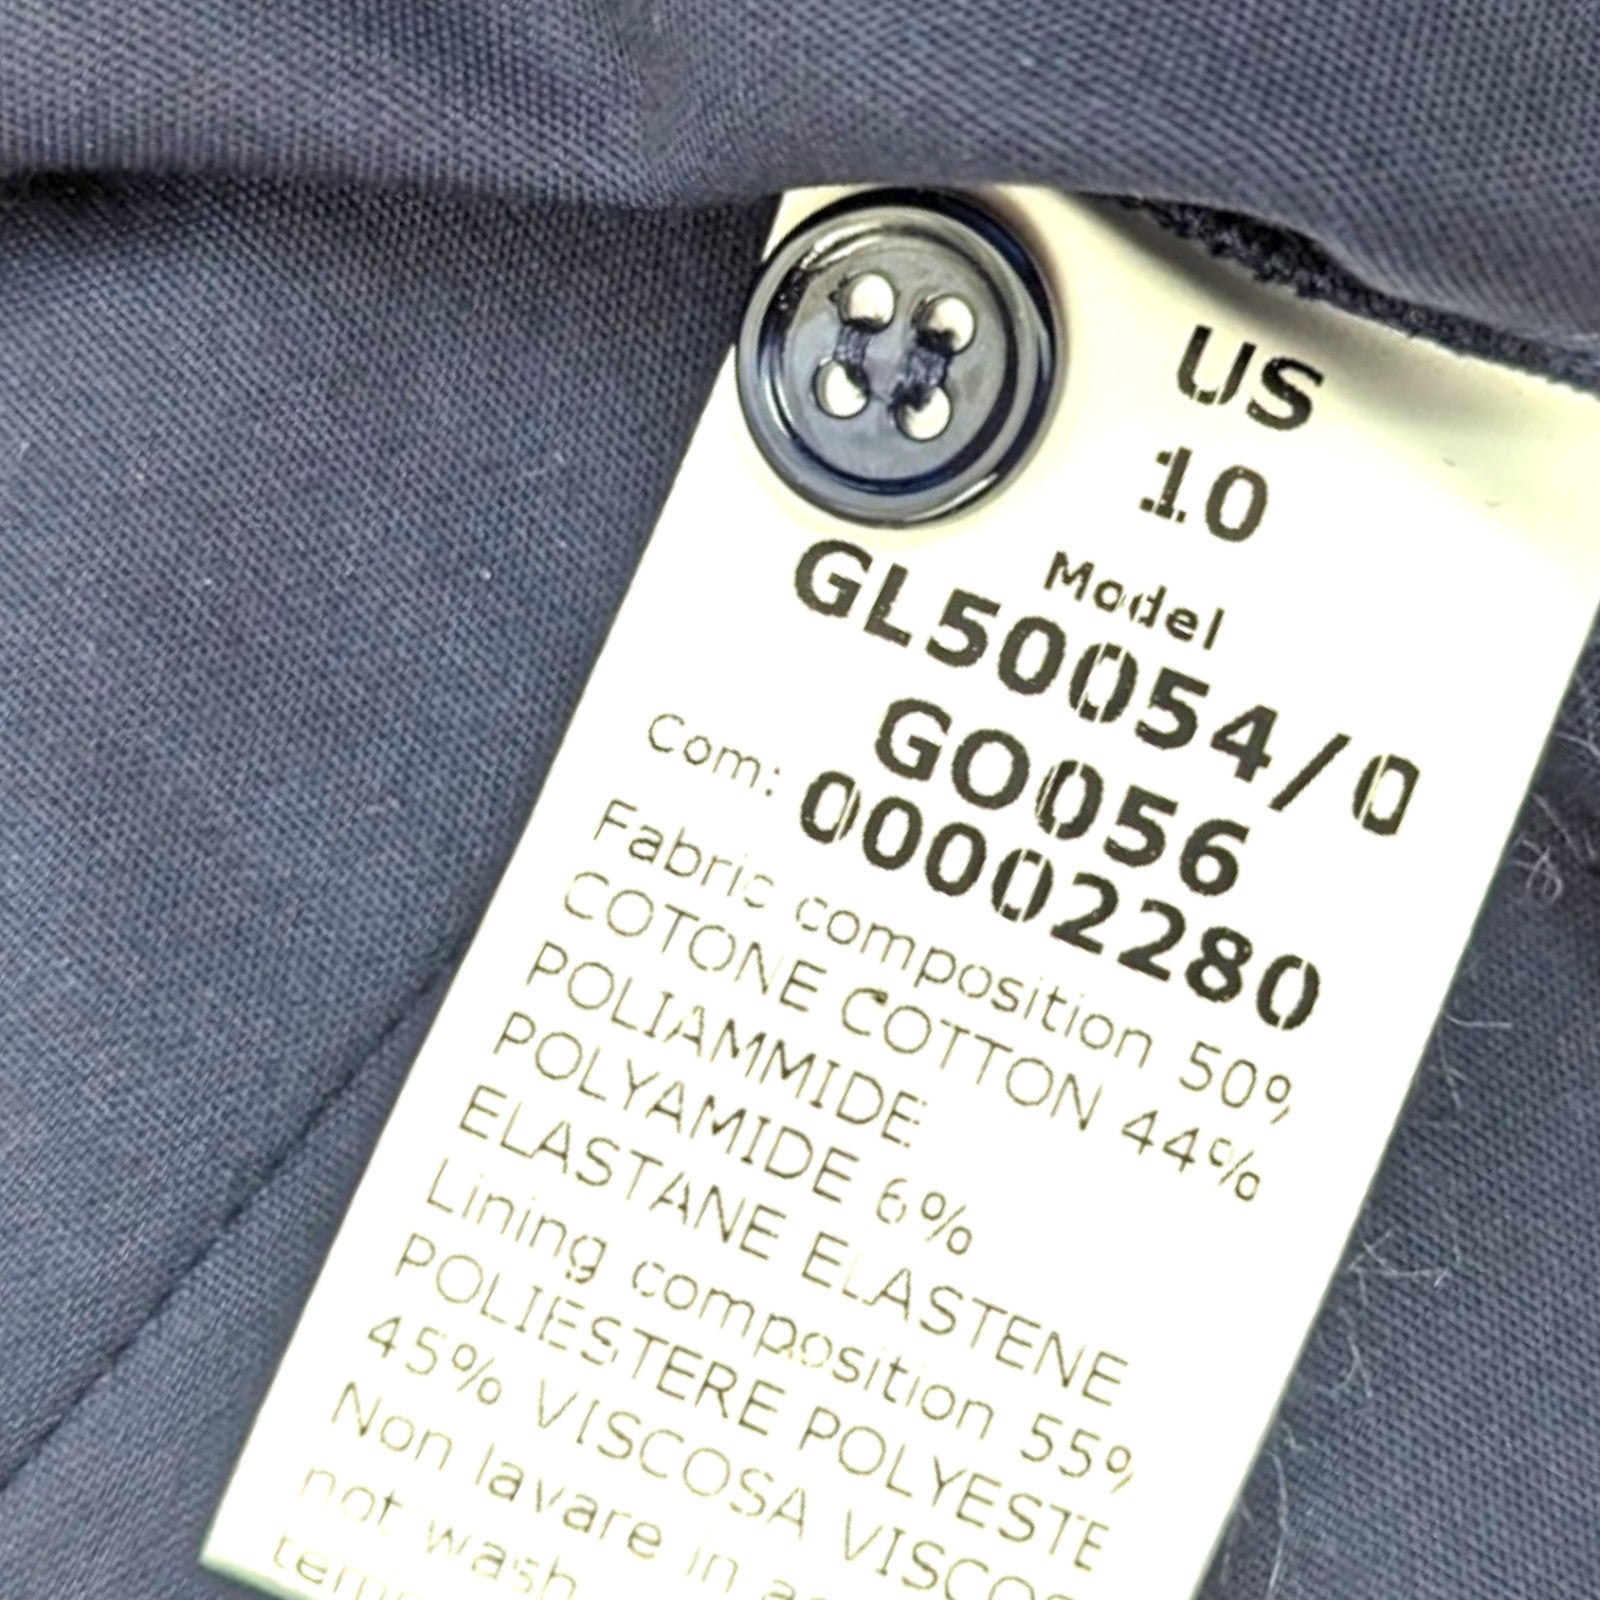 US
10
Model
GL50054/0
GO056
Com: 00002280
Fabric composition 50%
COTONE COTTON 44%
POLIAMMIDE
POLYAMIDE 6%
ELASTANE ELASTENE
Lining composition 55%
POLIESTERE POLYESTE
45% VISCOSA VISCOS
Non lavare in
not wash